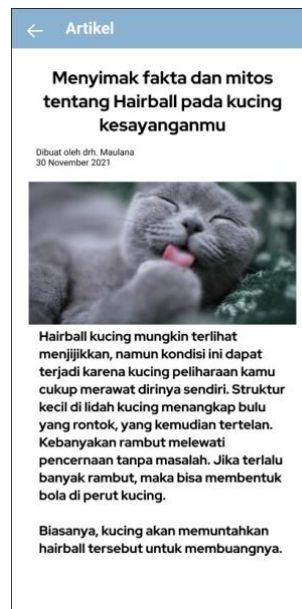 Artikel
Menyimak fakta dan mitos
tentang Hairball pada kucing
kesayanganmu
Dibuat oleh drh. Maulana
30 November 2021
Hairball kucing mungkin terlihat
menjijikkan, namun kondisi ini dapat
terjadi karena kucing peliharaan kamu
cukup merawat dirinya sendiri. Struktur
kecil di lidah kucing menangkap bulu
yang rontok, yang kemudian tertelan.
Kebanyakan rambut melewati
pencernaan tanpa masalah. Jika terlalu
banyak rambut, maka bisa membentuk
bola di perut kucing.
Biasanya, kucing akan memuntahkan
hairball tersebut untuk membuangnya.